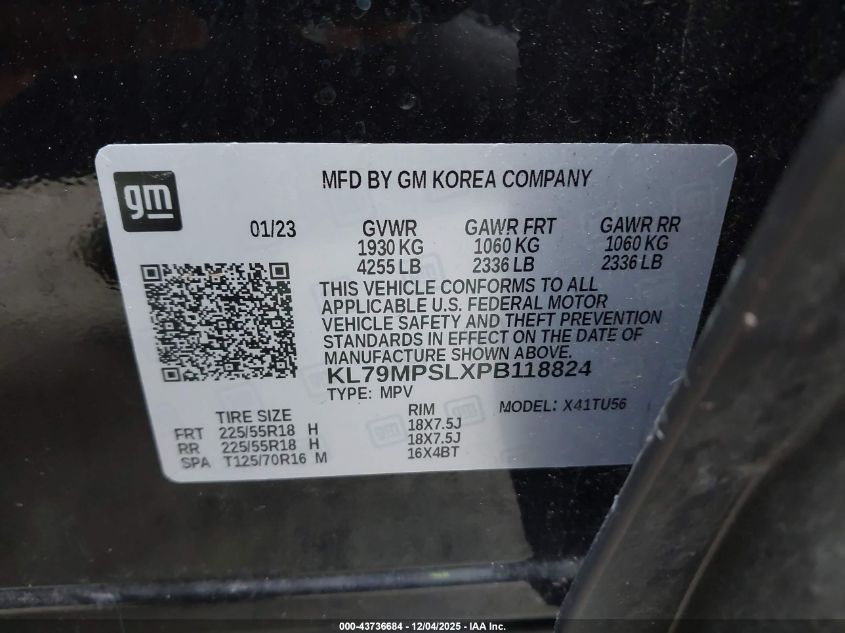 gm
MFD BY GM KOREA COMPANY
01/23 GVWR GAWR FRT GAWR RR
1930 KG 1060 KG 1060 KG
4255 LB 2336 LB 2336 LB
THIS VEHICLE CONFORMS TO ALL
APPLICABLE U.S. FEDERAL MOTOR
VEHICLE SAFETY AND THEFT PREVENTION
STANDARDS IN EFFECT ON THE DATE OF
MANUFACTURE SHOWN ABOVE.
KL79MPSLXPB118824
TYPE: MPV MODEL: X41TU56
TIRE SIZE RIM
FRT 225/55R18 H 18X7.5J
RR 225/55R18 H 18X7.5J
SPA T125/70R16 M 16X4BT
000-43736684 - 12/04/2025 - IAA Inc.